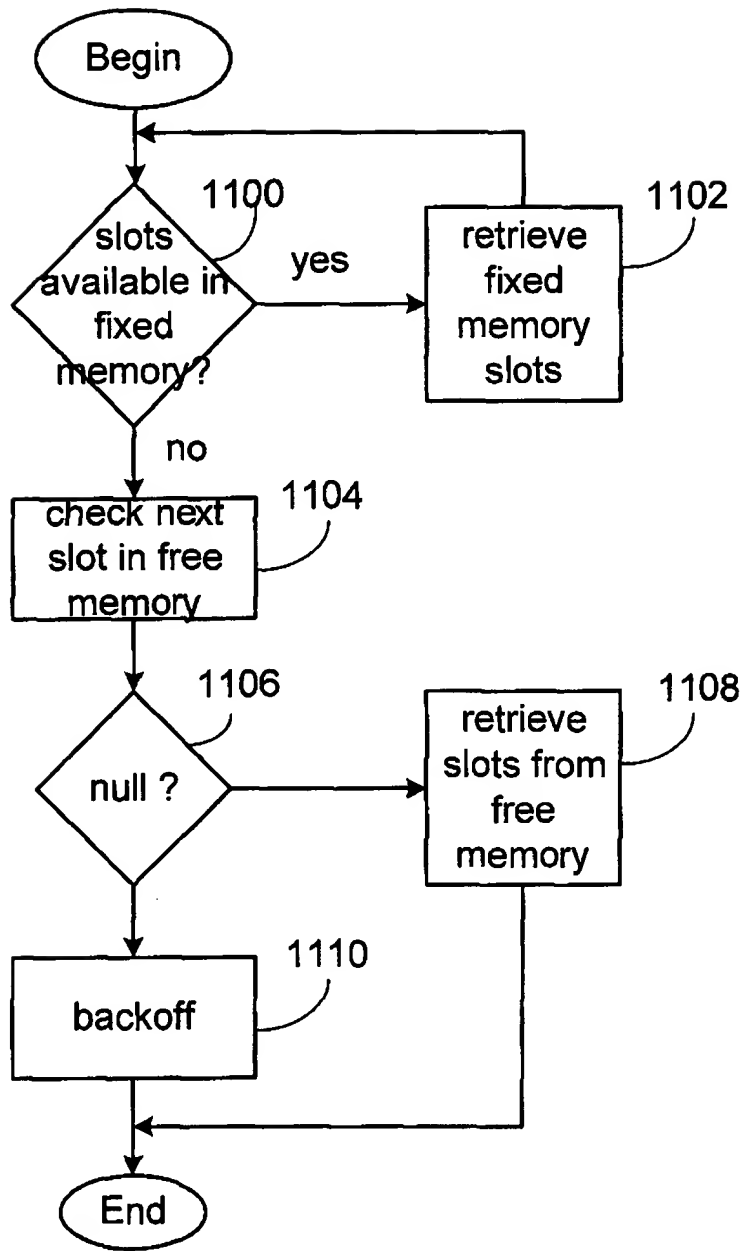 Begin
1100
slots
available in
fixed
memory?
yes
1102
retrieve
fixed
memory
slots
no
1104
check next
slot in free
memory
1106
null ?
1108
retrieve
slots from
free
memory
1110
backoff
End